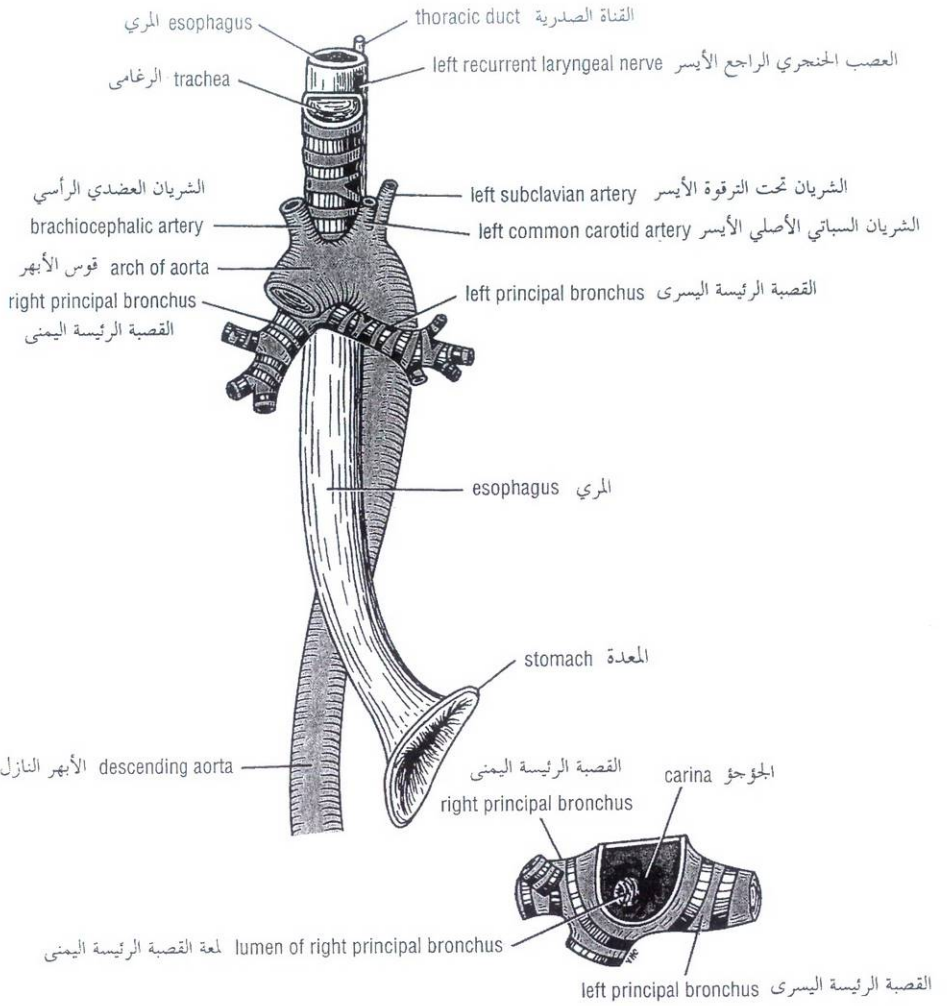 المري esophagus
thoracic duct القناة الصدرية
left recurrent laryngeal nerve العصب الحنجري الراجع الأيسر
الرغامى trachea
الشريان العضدي الرأسي
brachiocephalic artery
left subclavian artery الشريان تحت الترقوة الأيسر
left common carotid artery الشريان السباتي الأصلي الأيسر
قوس الأبهر arch of aorta
right principal bronchus
القصبة الرئيسة اليمنى
left principal bronchus القصبة الرئيسة اليسرى
esophagus المري
stomach المعدة
الأبهر النازل descending aorta
القصبة الرئيسة اليمنى
right principal bronchus
carina الجؤجؤ
لمعة القصبة الرئيسة اليمنى lumen of right principal bronchus
left principal bronchus القصبة الرئيسة اليسرى